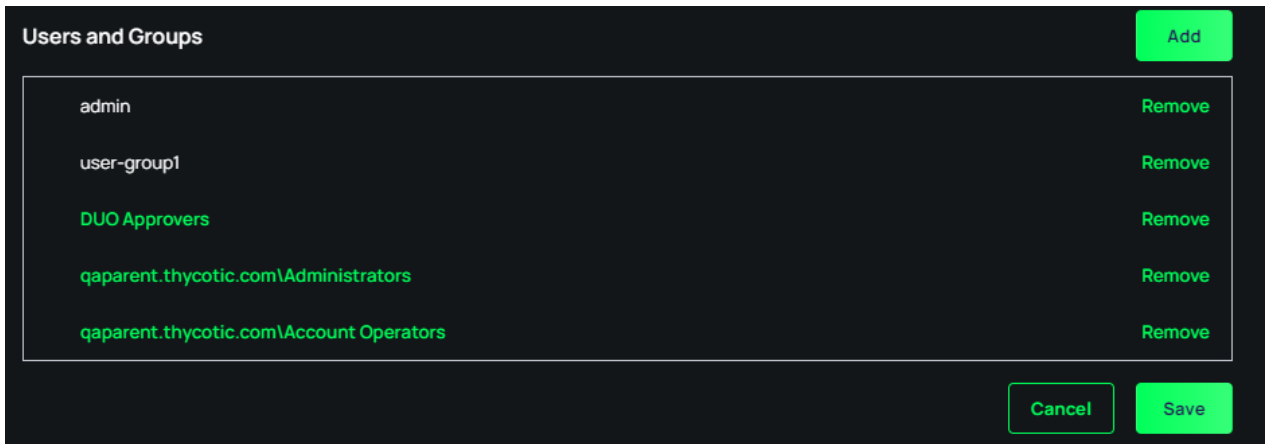 Users and Groups Add
admin Remove
user-group1 Remove
DUO Approvers Remove
qaparent.thycotic.com\Administrators Remove
qaparent.thycotic.com\Account Operators Remove
Cancel Save